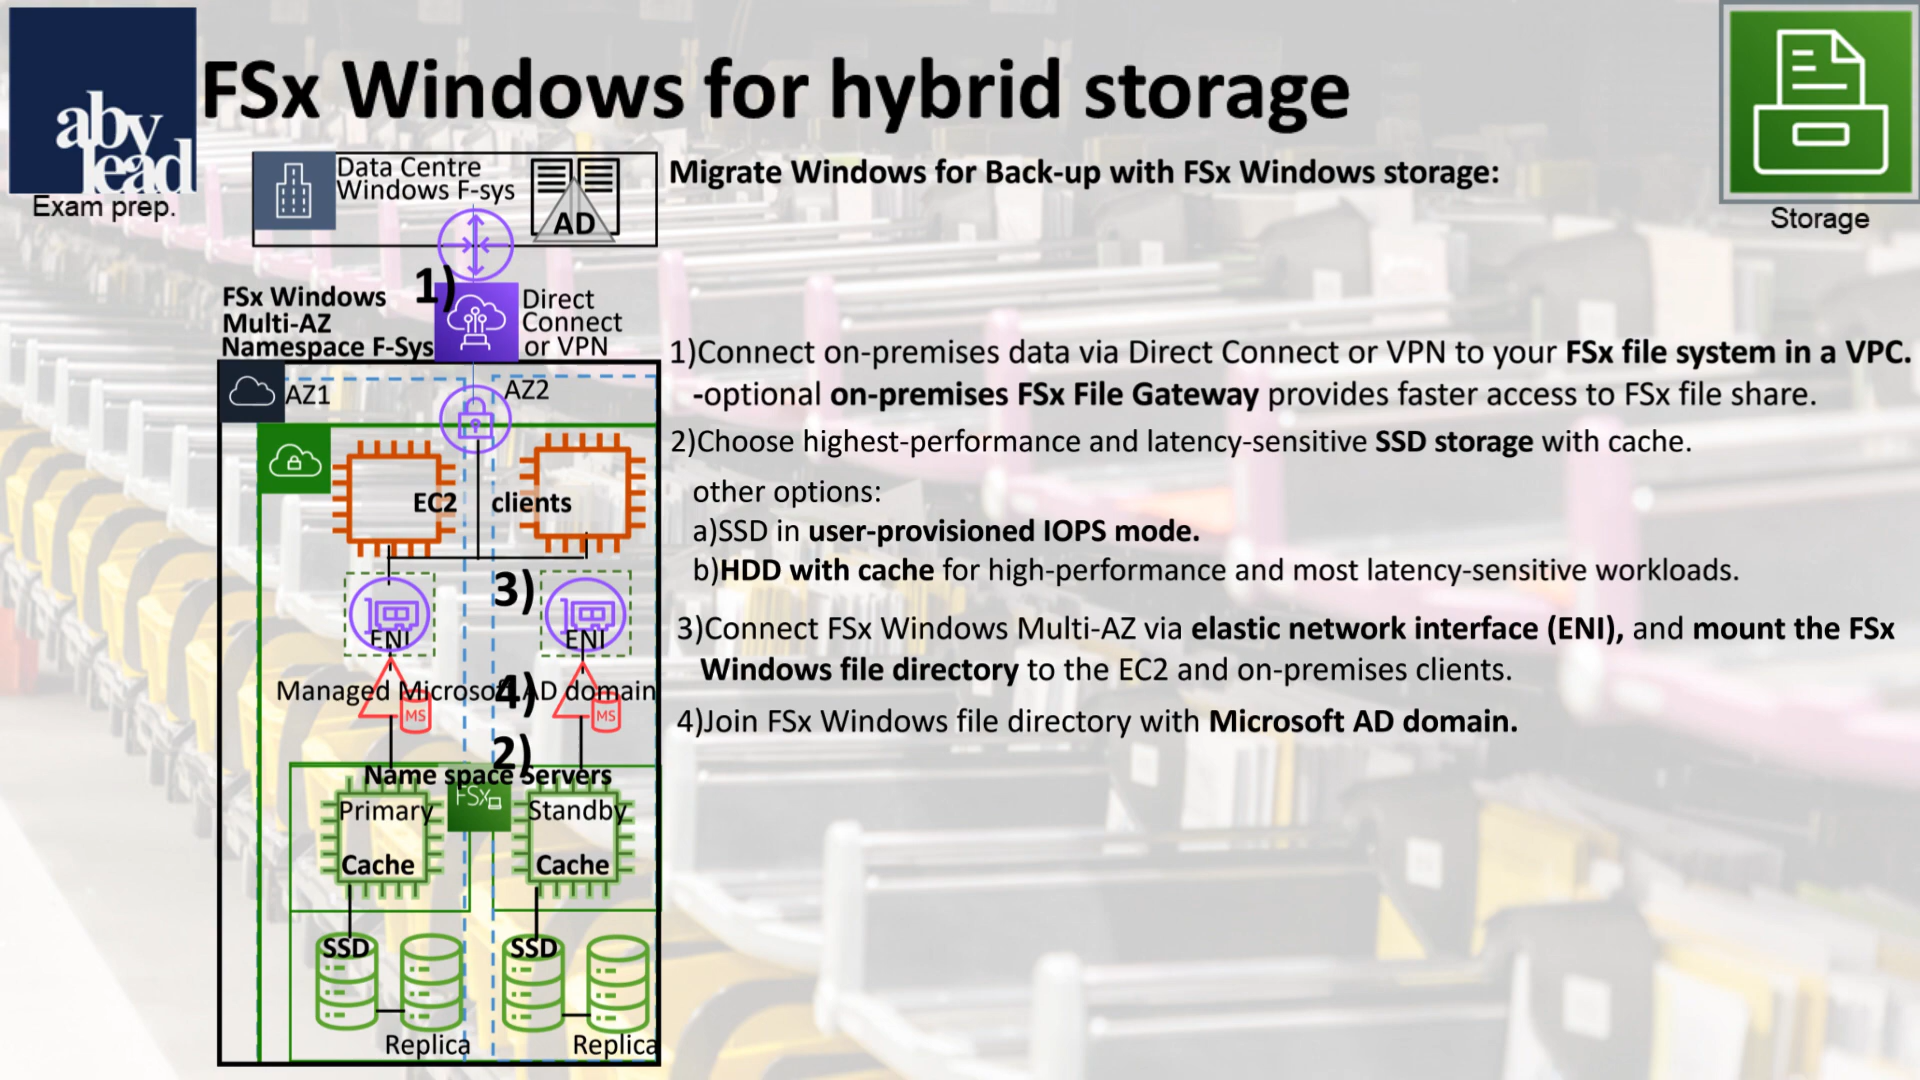 aby
lead
Exam prep.
FSx Windows for hybrid storage
Storage
Data Centre
Windows F-sys
AD
1)
FSx Windows
Multi-AZ
Namespace F-Sys
Direct
Connect
or VPN
AZ1
AZ2
EC2 clients
3)
ENI
ENI
Managed Microsoft AD domain
4)
MS
MS
2)
Name space Servers
FSx
Primary
Standby
Cache
Cache
SSD
SSD
Replica
Replica
Migrate Windows for Back-up with FSx Windows storage:
1)Connect on-premises data via Direct Connect or VPN to your FSx file system in a VPC.
-optional on-premises FSx File Gateway provides faster access to FSx file share.
2)Choose highest-performance and latency-sensitive SSD storage with cache.
other options:
a)SSD in user-provisioned IOPS mode.
b)HDD with cache for high-performance and most latency-sensitive workloads.
3)Connect FSx Windows Multi-AZ via elastic network interface (ENI), and mount the FSx
Windows file directory to the EC2 and on-premises clients.
4)Join FSx Windows file directory with Microsoft AD domain.